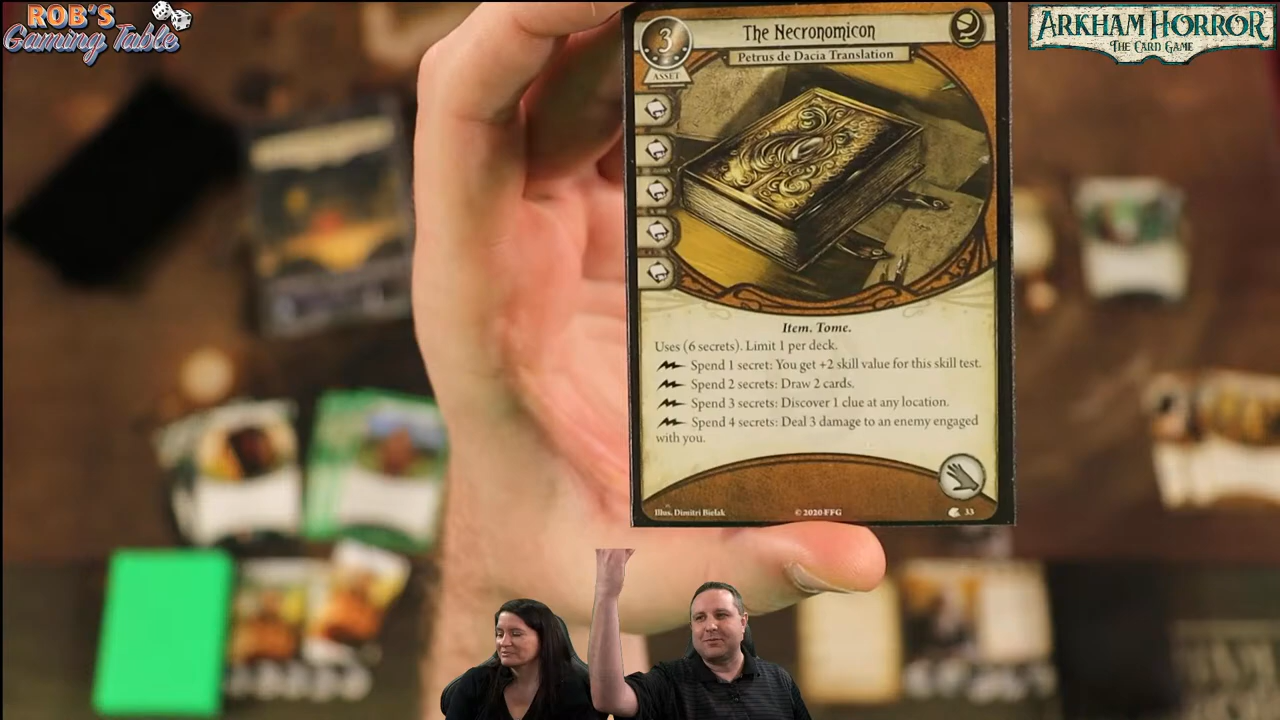 ROB'S
Gaming Table
ARKHAM HORROR
THE CARD GAME
3
The Necronomicon
ASSET
Petrus de Dacia Translation
Item. Tome.
Uses (6 secrets). Limit 1 per deck.
Spend 1 secret: You get +2 skill value for this skill test.
Spend 2 secrets: Draw 2 cards.
Spend 3 secrets: Discover 1 clue at any location.
Spend 4 secrets: Deal 3 damage to an enemy engaged
with you.
Illus. Dimitri Bielak
© 2020 FFG
33